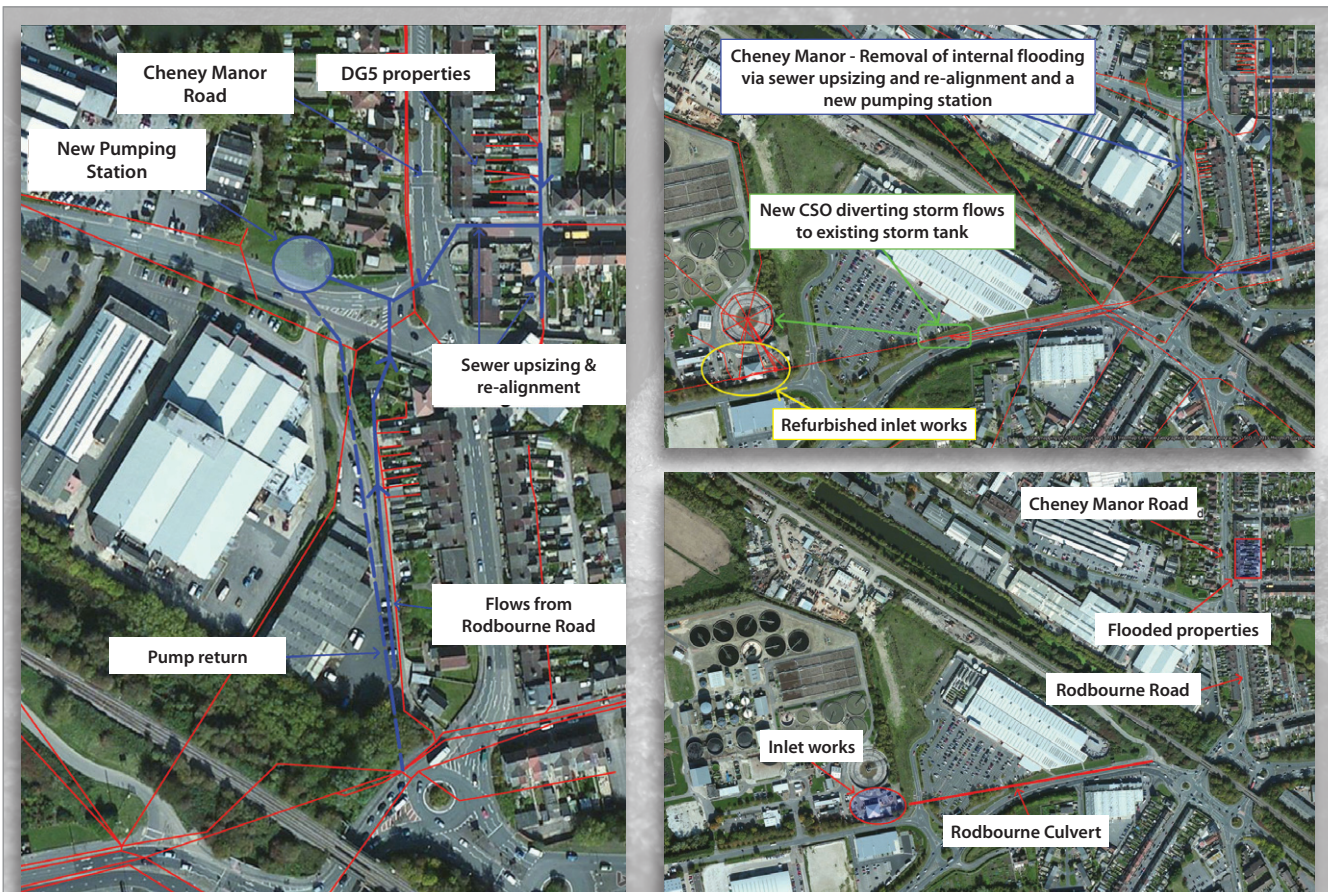 Cheney Manor
Road
DG5 properties
New Pumping
Station
Sewer upsizing &
re-alignment
Flows from
Rodbourne Road
Pump return
Cheney Manor - Removal of internal flooding
via sewer upsizing and re-alignment and a
new pumping station
New CSO diverting storm flows
to existing storm tank
Refurbished inlet works
Cheney Manor Road
Flooded properties
Rodbourne Road
Inlet works
Rodbourne Culvert